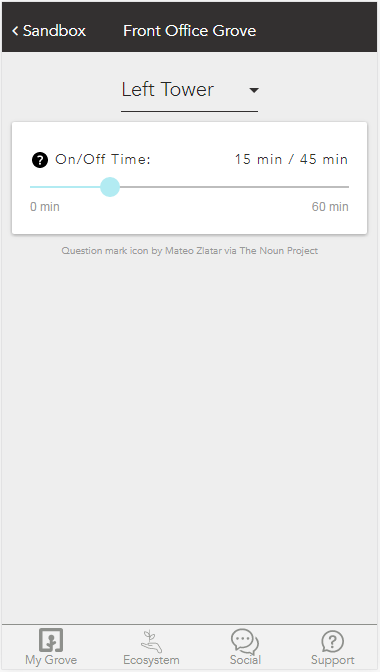 Sandbox
Front Office Grove
Left Tower
? On/Off Time: 15 min / 45 min
0 min 60 min
Question mark icon by Mateo Zlatar via The Noun Project
My Grove Ecosystem Social Support